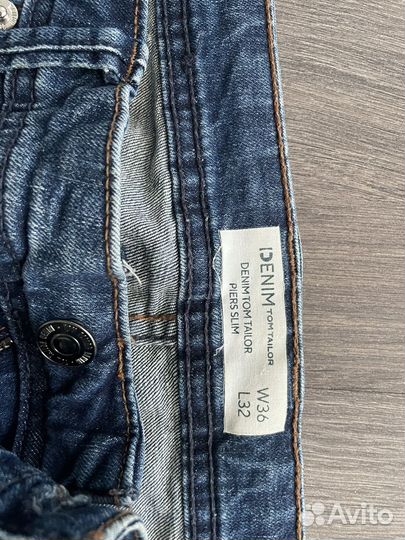 DENIM TOM TAILOR
DENIM TOM TAILOR
PIERS SLIM
W36
L32
Avito